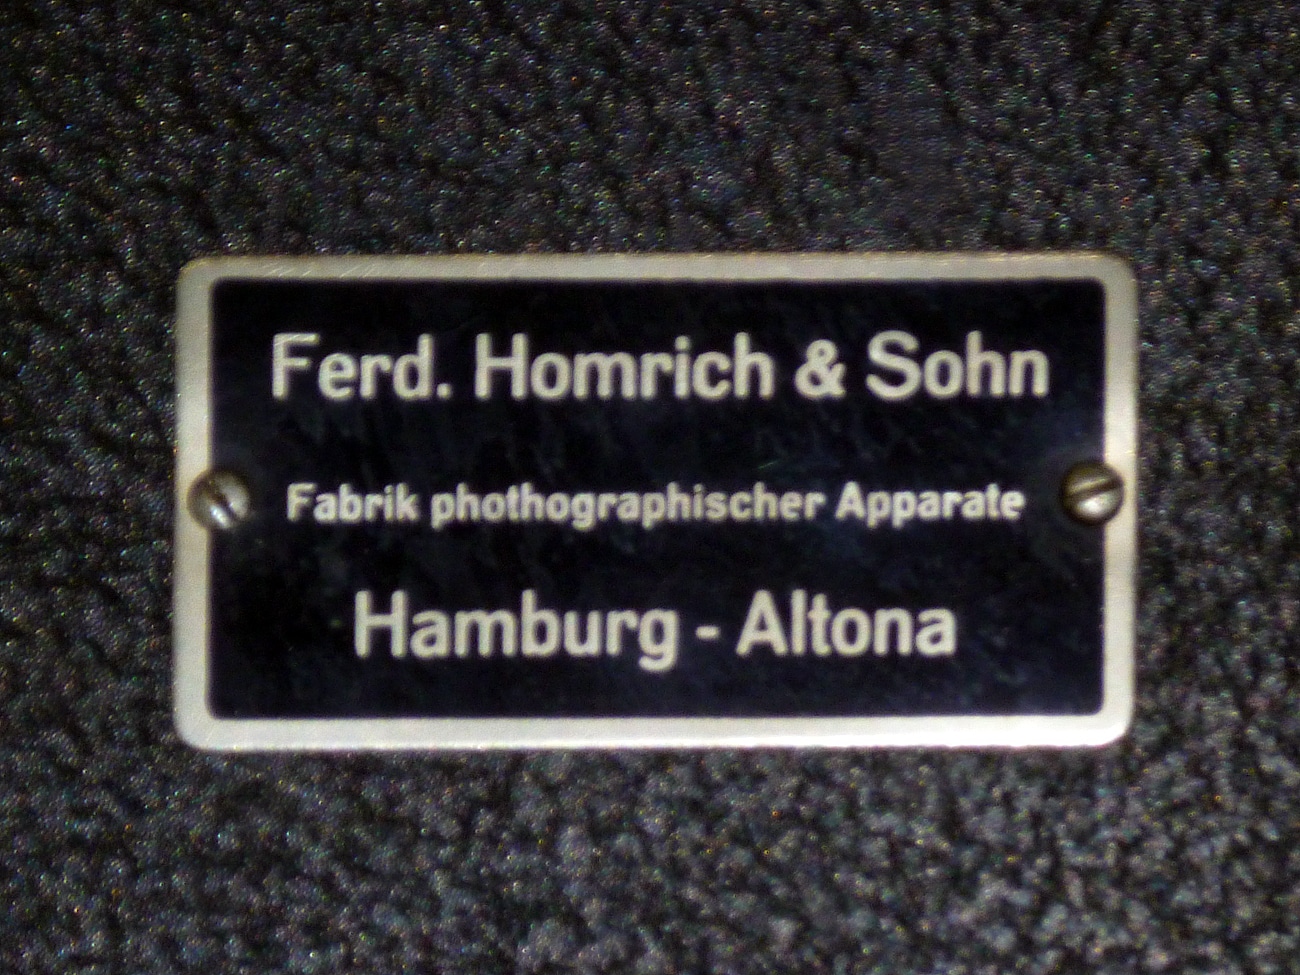 Ferd. Homrich & Sohn
Fabrik phothographischer Apparate
Hamburg - Altona